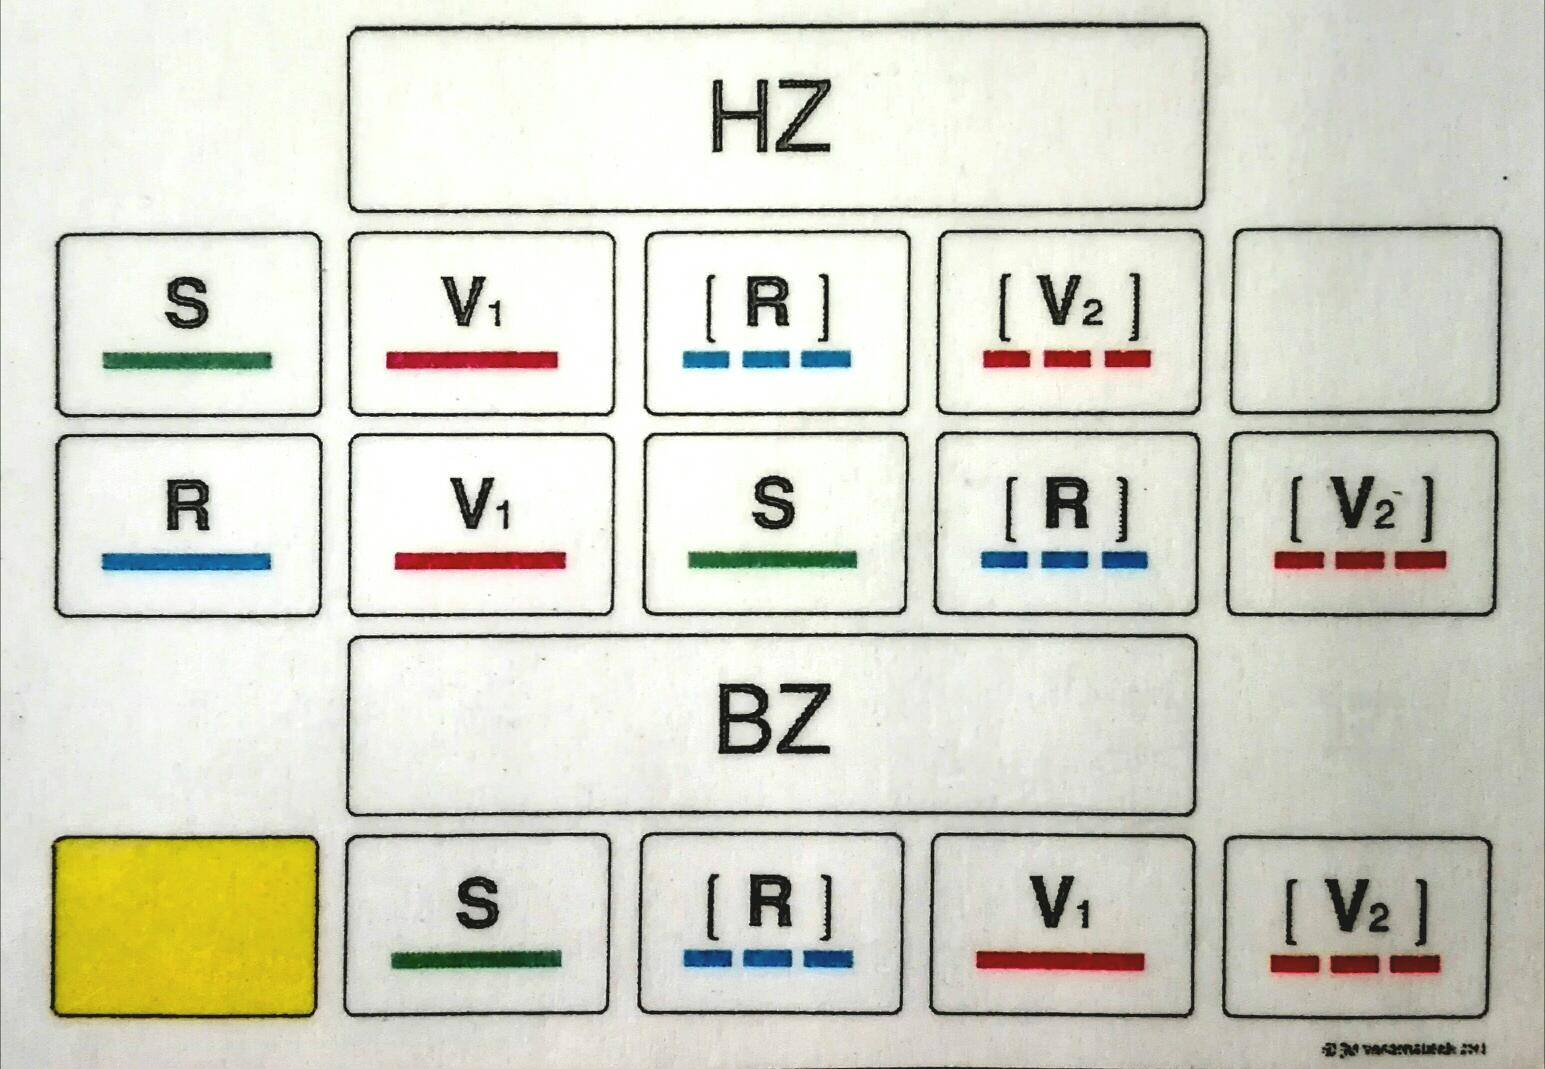 HZ
S V1 [ R ] [ V2 ]
R V1 S [ R ] [ V2 ]
BZ
S [ R ] V1 [ V2 ]